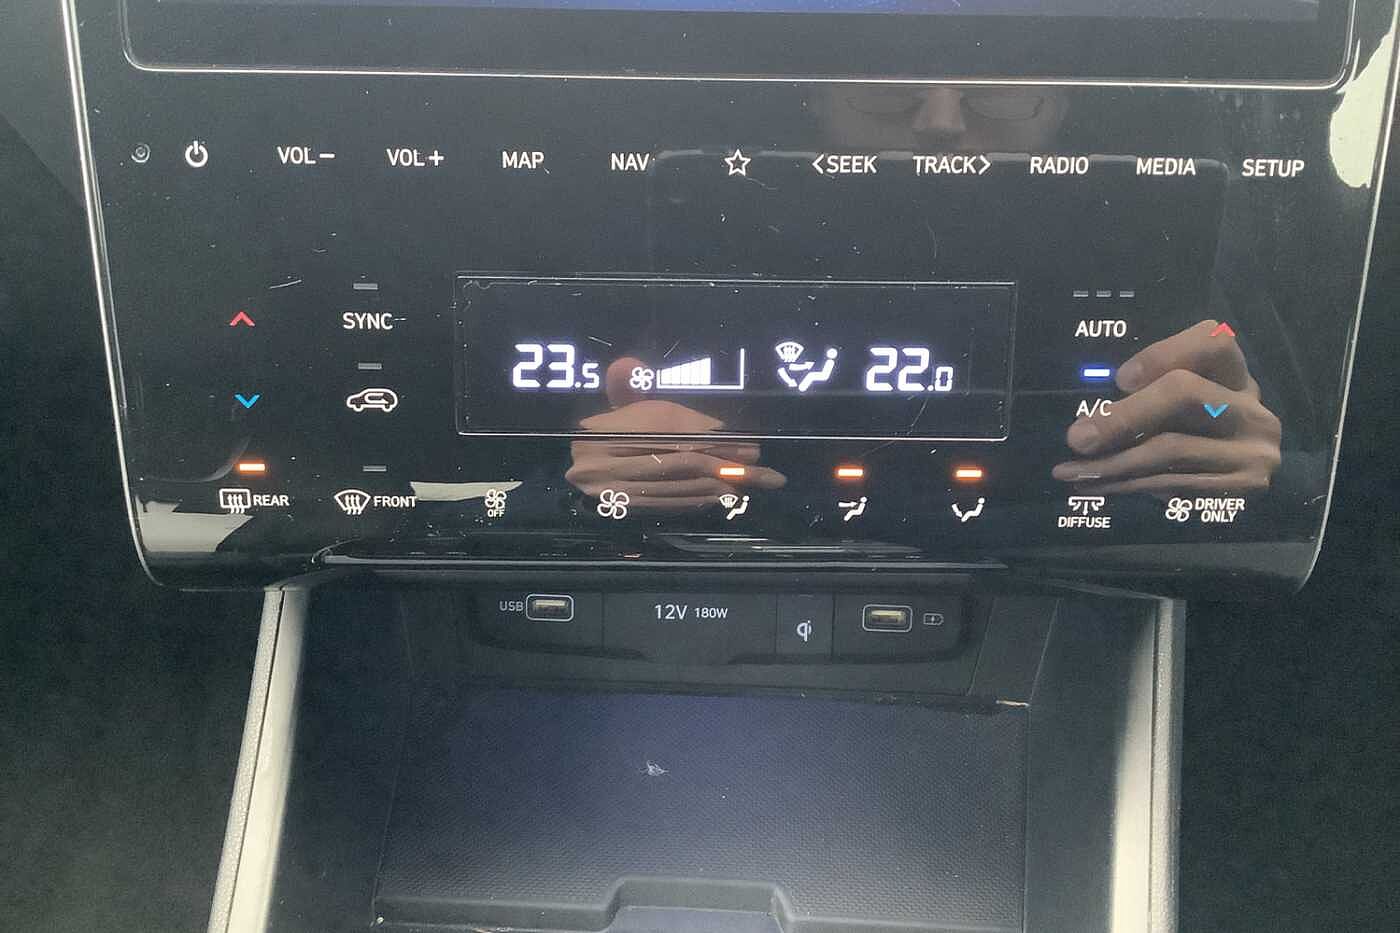 VOL− VOL+ MAP NAV <SEEK TRACK> RADIO MEDIA SETUP
SYNC AUTO
23.5 22.0
A/C
REAR FRONT OFF DIFFUSE DRIVER ONLY
USB 12V 180W